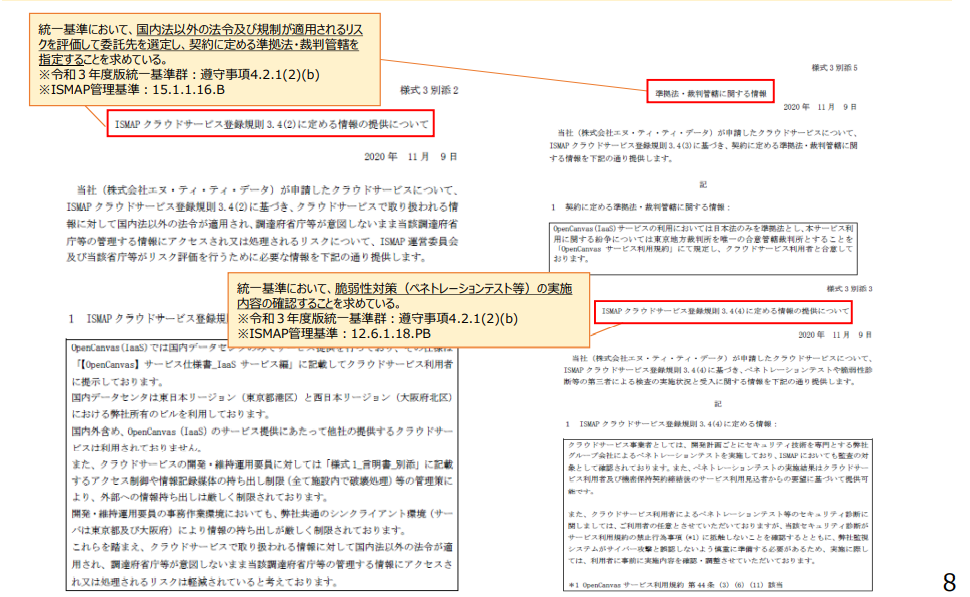 統一基準において、国内法以外の法令及び規制が適用されるリス
クを評価して委託先を選定し、契約に定める準拠法・裁判管轄を
指定することを求めている。
※令和３年度版統一基準群：遵守事項4.2.1(2)(b)
※ISMAP管理基準：15.1.1.16.B
様式 3 別添 2
ISMAP クラウドサービス登録規則 3.4(2)に定める情報の提供について
2020 年 11 月 9 日
当社（株式会社エヌ・ティ・ティ・データ）が申請したクラウドサービスについて、
ISMAP クラウドサービス登録規則 3.4(2)に基づき、クラウドサービスで取り扱われる情
報に対して国内法以外の法令が適用され、調達府省庁等が意図しないまま当該調達府省
庁等の管理する情報にアクセスされ又は処理されるリスクについて、ISMAP 運営委員会
及び当該省庁等がリスク評価を行うために必要な情報を下記の通り提供します。
1 ISMAP クラウドサービス登録規
OpenCanvas(IaaS)では国内データセンタのみでサービス提供を行っており、その仕様は
「【OpenCanvas】サービス仕様書_IaaS サービス編」に記載してクラウドサービス利用者
に提示しております。
国内データセンタは東日本リージョン（東京都港区）と西日本リージョン（大阪府北区）
における弊社所有のビルを利用しております。
国内外含め、OpenCanvas (IaaS) のサービス提供にあたって他社の提供するクラウドサー
ビスは利用されておりません。
また、クラウドサービスの開発・維持運用要員に対しては「様式 1_言明書_別添」に記載
するアクセス制御や情報記録媒体の持ち出し制限（全て施設内で破壊処理）等の管理策に
より、外部への情報持ち出しは厳しく制限されております。
開発・維持運用要員の事務作業環境においても、弊社共通のシンクライアント環境（サー
バは東京都及び大阪府）により情報の持ち出しが厳しく制限されております。
これらを踏まえ、クラウドサービスで取り扱われる情報に対して国内法以外の法令が適
用され、調達府省庁等が意図しないまま当該調達府省庁等の管理する情報にアクセスさ
れ又は処理されるリスクは軽減されていると考えております。
様式 3 別添 5
準拠法・裁判管轄に関する情報
2020 年 11 月 9 日
当社（株式会社エヌ・ティ・ティ・データ）が申請したクラウドサービスについて、
ISMAP クラウドサービス登録規則 3.4(3)に基づき、契約に定める準拠法・裁判管轄に関
する情報を下記の通り提供します。
記
1 契約に定める準拠法・裁判管轄に関する情報：
OpenCanvas(IaaS)サービスの利用においては日本法のみを準拠法とし、本サービス利
用に関する紛争については東京地方裁判所を唯一の合意管轄裁判所とすることを
「OpenCanvas サービス利用規約」にて規定し、クラウドサービス利用者と合意して
おります。
統一基準において、脆弱性対策（ペネトレーションテスト等）の実施
内容の確認することを求めている。
※令和３年度版統一基準群：遵守事項4.2.1(2)(b)
※ISMAP管理基準：12.6.1.18.PB
様式 3 別添 3
ISMAP クラウドサービス登録規則 3.4(4)に定める情報の提供について
2020 年 11 月 9 日
当社（株式会社エヌ・ティ・ティ・データ）が申請したクラウドサービスについて、
ISMAP クラウドサービス登録規則 3.4(4)に基づき、ペネトレーションテストや脆弱性診
断等の第三者による検査の実施状況と受入に関する情報を下記の通り提供します。
記
1 ISMAP クラウドサービス登録規則 3.4(4)に定める情報：
クラウドサービス事業者としては、開発計画ごとにセキュリティ技術を専門とする弊社
グループ会社によるペネトレーションテストを実施しており、ISMAP においても監査の対
象として確認されております。また、ペネトレーションテストの実施結果はクラウドサー
ビス利用者及び機密保持契約締結後のサービス利用見込者からの要望に基づいて提供可
能です。
また、クラウドサービス利用者によるペネトレーションテスト等のセキュリティ診断に
関しましては、ご利用者の任意とさせていただいておりますが、当該セキュリティ診断が
サービス利用規約の禁止行為事項 (*1) に抵触しないことを確認するとともに、弊社監視
システムがサイバー攻撃と誤認しないよう慎重に準備する必要があるため、実施に際し
ては、利用者に事前に実施内容を確認・調整させていただいております。
*1 OpenCanvas サービス利用規約 第 44 条 (3) (6) (11) 該当
8